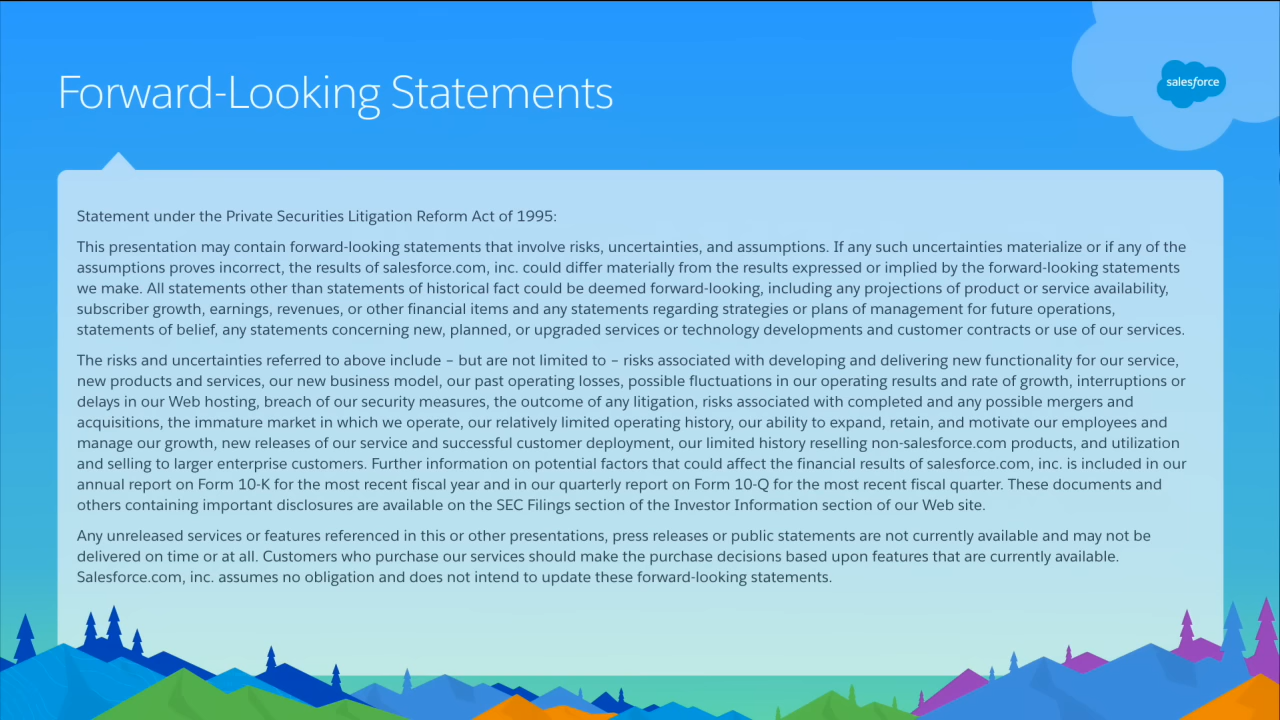 salesforce
Forward-Looking Statements
Statement under the Private Securities Litigation Reform Act of 1995:
This presentation may contain forward-looking statements that involve risks, uncertainties, and assumptions. If any such uncertainties materialize or if any of the
assumptions proves incorrect, the results of salesforce.com, inc. could differ materially from the results expressed or implied by the forward-looking statements
we make. All statements other than statements of historical fact could be deemed forward-looking, including any projections of product or service availability,
subscriber growth, earnings, revenues, or other financial items and any statements regarding strategies or plans of management for future operations,
statements of belief, any statements concerning new, planned, or upgraded services or technology developments and customer contracts or use of our services.
The risks and uncertainties referred to above include – but are not limited to – risks associated with developing and delivering new functionality for our service,
new products and services, our new business model, our past operating losses, possible fluctuations in our operating results and rate of growth, interruptions or
delays in our Web hosting, breach of our security measures, the outcome of any litigation, risks associated with completed and any possible mergers and
acquisitions, the immature market in which we operate, our relatively limited operating history, our ability to expand, retain, and motivate our employees and
manage our growth, new releases of our service and successful customer deployment, our limited history reselling non-salesforce.com products, and utilization
and selling to larger enterprise customers. Further information on potential factors that could affect the financial results of salesforce.com, inc. is included in our
annual report on Form 10-K for the most recent fiscal year and in our quarterly report on Form 10-Q for the most recent fiscal quarter. These documents and
others containing important disclosures are available on the SEC Filings section of the Investor Information section of our Web site.
Any unreleased services or features referenced in this or other presentations, press releases or public statements are not currently available and may not be
delivered on time or at all. Customers who purchase our services should make the purchase decisions based upon features that are currently available.
Salesforce.com, inc. assumes no obligation and does not intend to update these forward-looking statements.